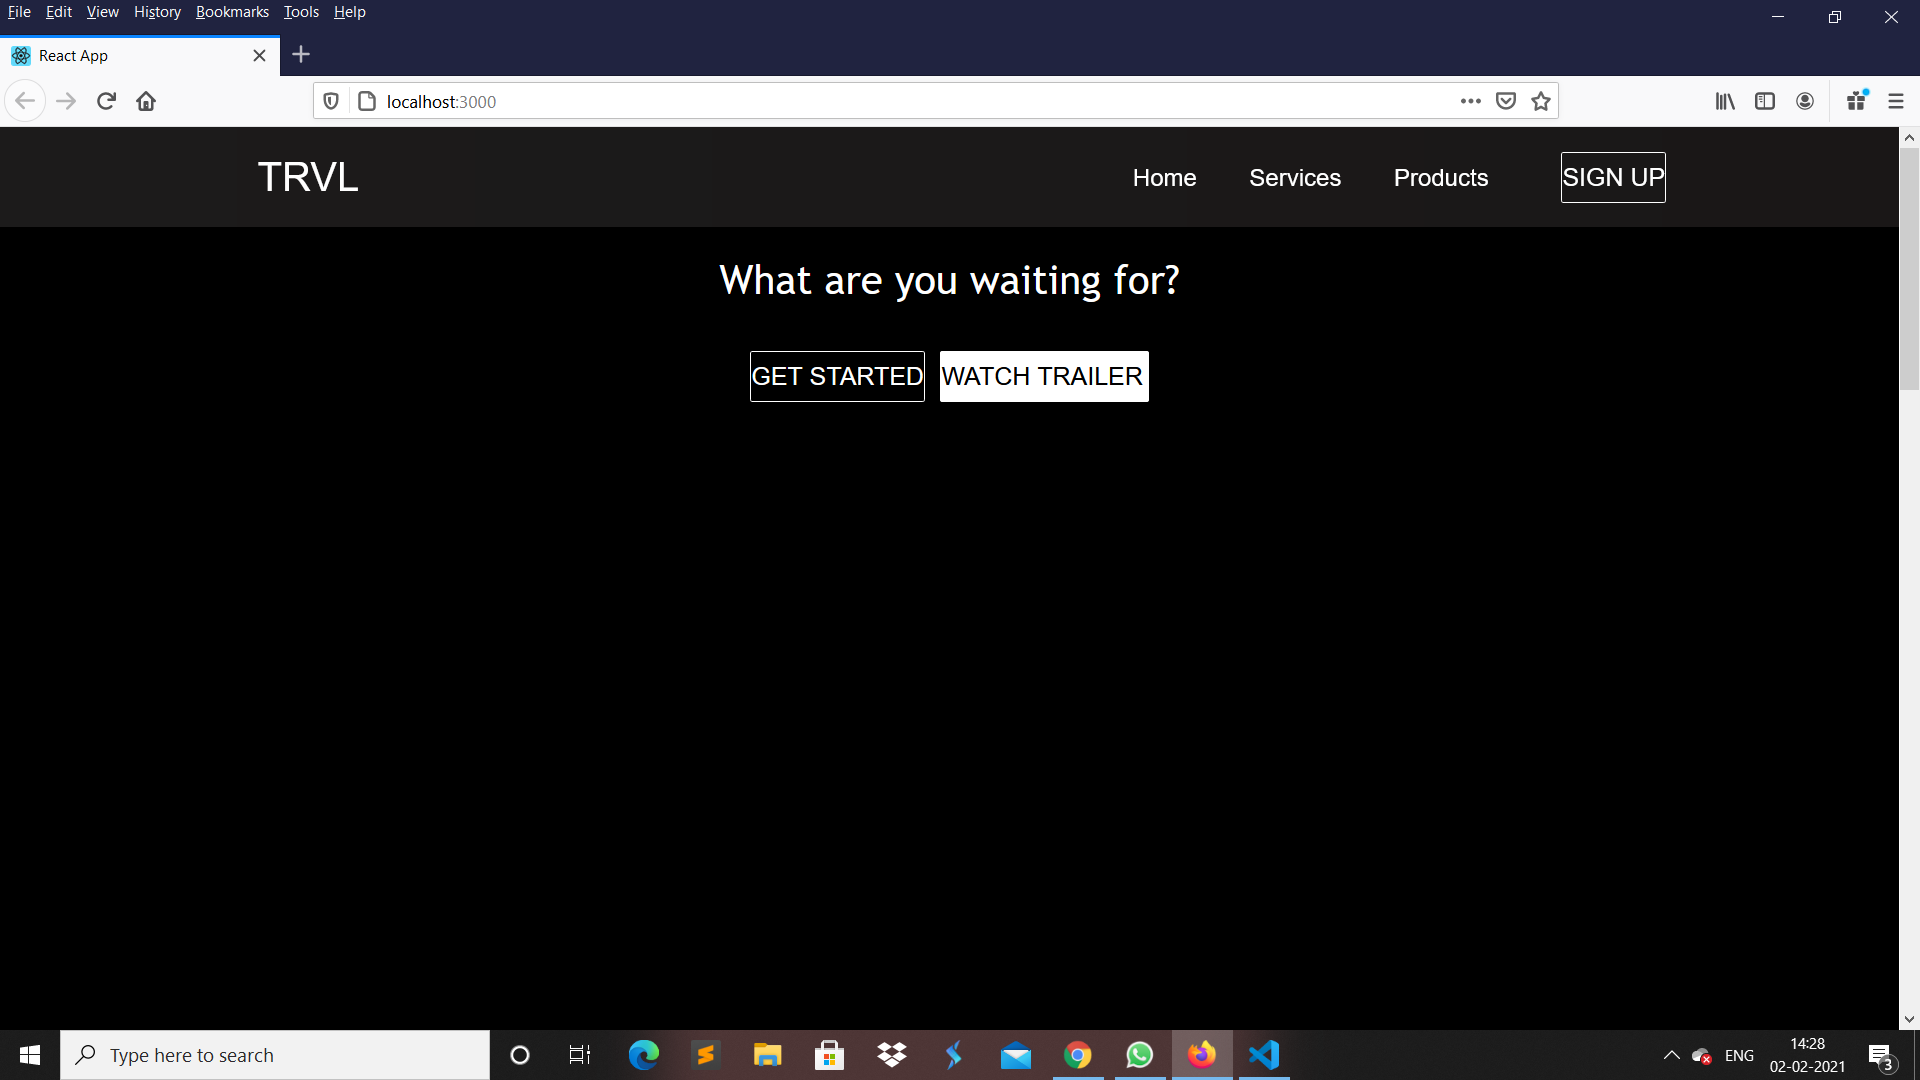 File Edit View History Bookmarks Tools Help
React App
localhost:3000
TRVL Home Services Products SIGN UP
What are you waiting for?
GET STARTED WATCH TRAILER
Type here to search
ENG
14:28
02-02-2021
3